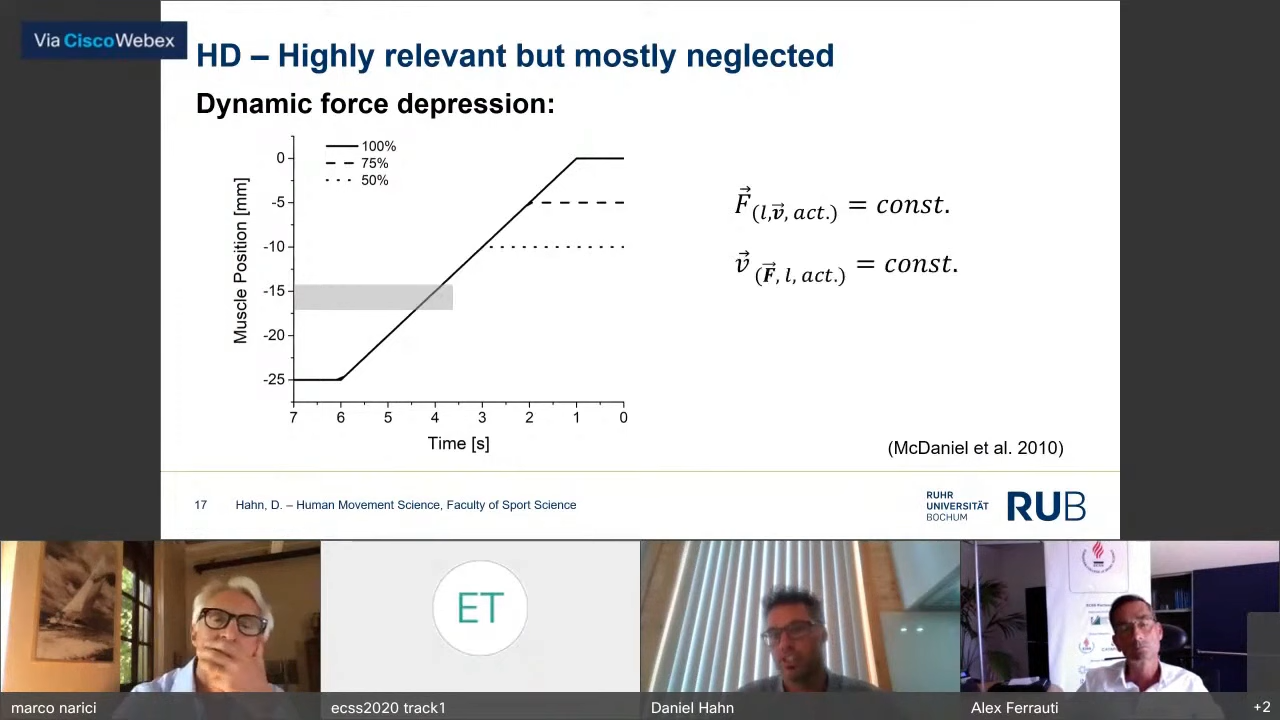 Via Cisco Webex
HD – Highly relevant but mostly neglected
Dynamic force depression:
100%
75%
50%
0
-5
-10
-15
-20
-25
Muscle Position [mm]
7 6 5 4 3 2 1 0
Time [s]
F⃗(l,v⃗, act.) = const.
v⃗ (F⃗, l, act.) = const.
(McDaniel et al. 2010)
17 Hahn, D. – Human Movement Science, Faculty of Sport Science
RUHR
UNIVERSITÄT
BOCHUM
RUB
ET
marco narici
ecss2020 track1
Daniel Hahn
Alex Ferrauti
+2